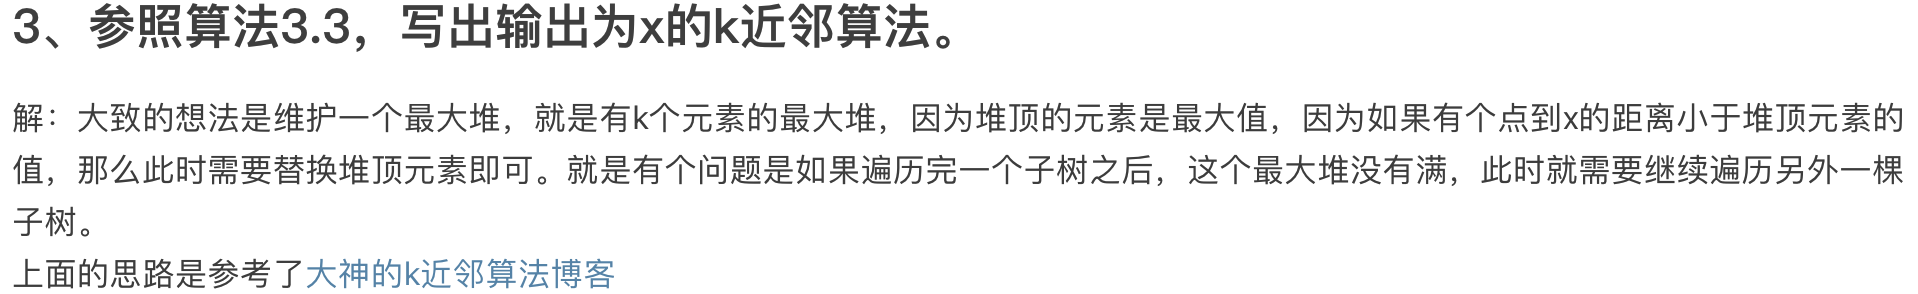 3、参照算法3.3，写出输出为x的k近邻算法。
解：大致的想法是维护一个最大堆，就是有k个元素的最大堆，因为堆顶的元素是最大值，因为如果有个点到x的距离小于堆顶元素的
值，那么此时需要替换堆顶元素即可。就是有个问题是如果遍历完一个子树之后，这个最大堆没有满，此时就需要继续遍历另外一棵
子树。
上面的思路是参考了大神的k近邻算法博客